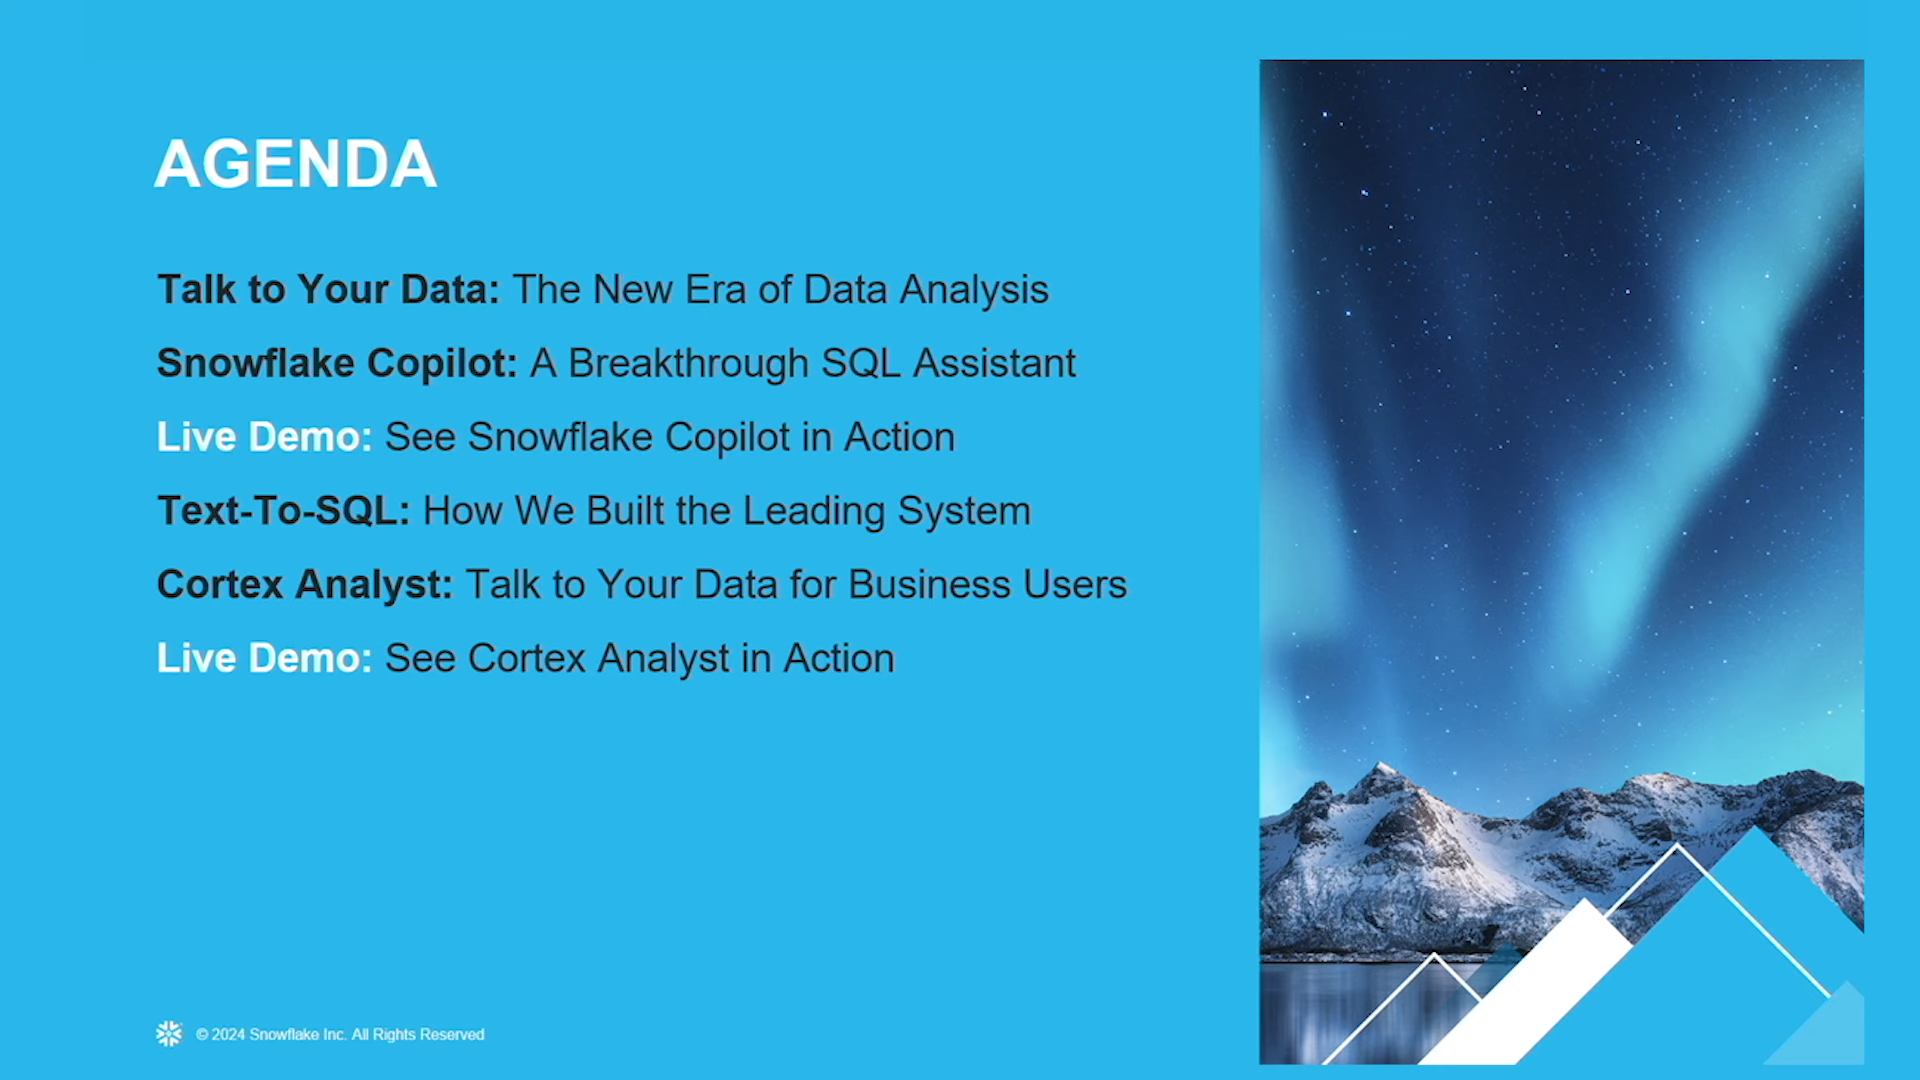 AGENDA
Talk to Your Data: The New Era of Data Analysis
Snowflake Copilot: A Breakthrough SQL Assistant
Live Demo: See Snowflake Copilot in Action
Text-To-SQL: How We Built the Leading System
Cortex Analyst: Talk to Your Data for Business Users
Live Demo: See Cortex Analyst in Action
© 2024 Snowflake Inc. All Rights Reserved